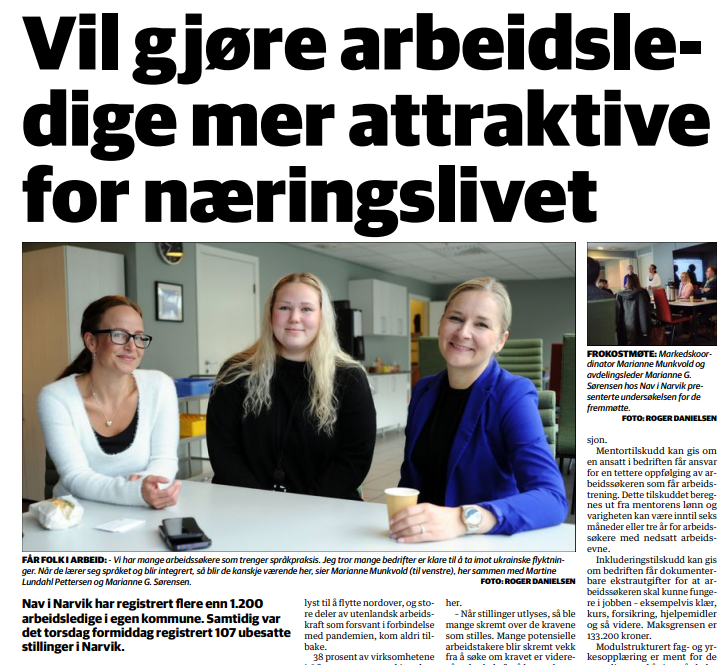 Vil gjøre arbeidsle-
dige mer attraktive
for næringslivet
FÅR FOLK I ARBEID: - Vi har mange arbeidssøkere som trenger språkpraksis. Jeg tror mange bedrifter er klare til å ta imot ukrainske flyktnin-
ger. Når de lærer seg språket og blir integrert, så blir de kanskje værende her, sier Marianne Munkvold (til venstre), her sammen med Martine
Lundahl Pettersen og Marianne G. Sørensen.
FOTO: ROGER DANIELSEN
Nav i Narvik har registrert flere enn 1.200
arbeidsledige i egen kommune. Samtidig var
det torsdag formiddag registrert 107 ubesatte
stillinger i Narvik.
lyst til å flytte nordover, og sto-
re deler av utenlandsk arbeids-
kraft som forsvant i forbindelse
med pandemien, kom aldri til-
bake.
38 prosent av virksomhetene
her.
– Når stillinger utlyses, så ble
mange skremt over de kravene
som stilles. Mange potensielle
arbeidstakere blir skremt vekk
fra å søke om kravet er videre-
FROKOSTMØTE: Markedskoor-
dinator Marianne Munkvold og
avdelingsleder Marianne G.
Sørensen hos Nav i Narvik pre-
senterte undersøkelsen for de
fremmøtte.
FOTO: ROGER DANIELSEN
sjon.
Mentortilskudd kan gis om
en ansatt i bedriften får ansvar
for en tettere oppfølging av ar-
beidssøkeren som får arbeids-
trening. Dette tilskuddet bereg-
nes ut fra mentorens lønn og
varigheten kan være inntil seks
måneder eller tre år for arbeids-
søkere med nedsatt arbeids-
evne.
Inkluderingstilskudd kan gis
om bedriften får dokumenter-
bare ekstrautgifter for at ar-
beidssøkeren skal kunne funge-
re i jobben – eksempelvis klær,
kurs, forsikring, hjelpemidler
og så videre. Maksgrensen er
133.200 kroner.
Modulstrukturert fag- og yr-
kesopplæring er ment for de